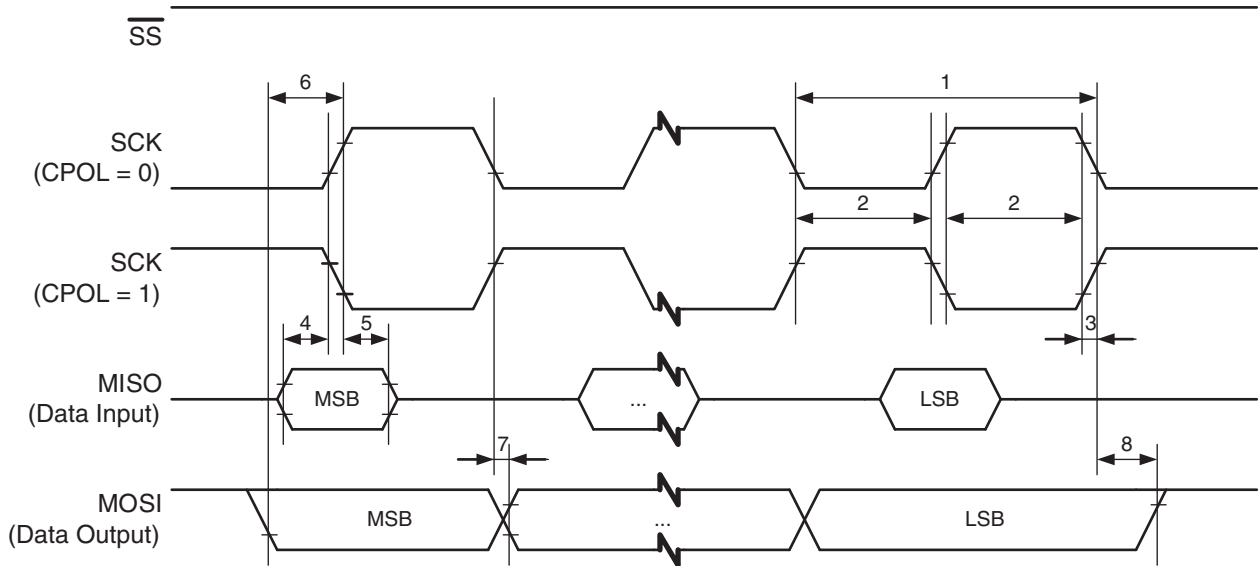 SS
6
1
SCK
(CPOL = 0)
2
2
SCK
(CPOL = 1)
4
5
3
MISO
(Data Input)
MSB
...
LSB
7
8
MOSI
(Data Output)
MSB
...
LSB